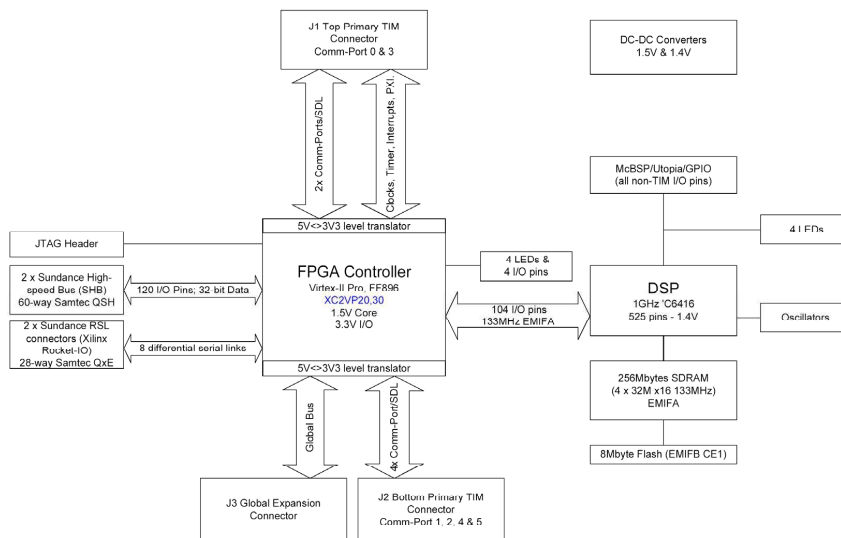 J1 Top Primary TIM
Connector
Comm-Port 0 & 3
DC-DC Converters
1.5V & 1.4V
2x Comm-Ports/SDL
Clocks, Timer, Interrupts, PXI.
McBSP/Utopia/GPIO
(all non-TIM I/O pins)
5V<>3V3 level translator
4 LEDs
JTAG Header
FPGA Controller
Virtex-II Pro, FF896
XC2VP20,30
1.5V Core
3.3V I/O
4 LEDs &
4 I/O pins
2 x Sundance High-
speed Bus (SHB)
60-way Samtec QSH
120 I/O Pins; 32-bit Data
DSP
1GHz 'C6416
525 pins - 1.4V
104 I/O pins
133MHz EMIFA
Oscillators
2 x Sundance RSL
connectors (Xilinx
Rocket-IO)
28-way Samtec QxE
8 differential serial links
5V<>3V3 level translator
256Mbytes SDRAM
(4 x 32M x16 133MHz)
EMIFA
Global Bus
4x Comm-Port/SDL
8Mbyte Flash (EMIFB CE1)
J3 Global Expansion
Connector
J2 Bottom Primary TIM
Connector
Comm-Port 1, 2, 4 & 5